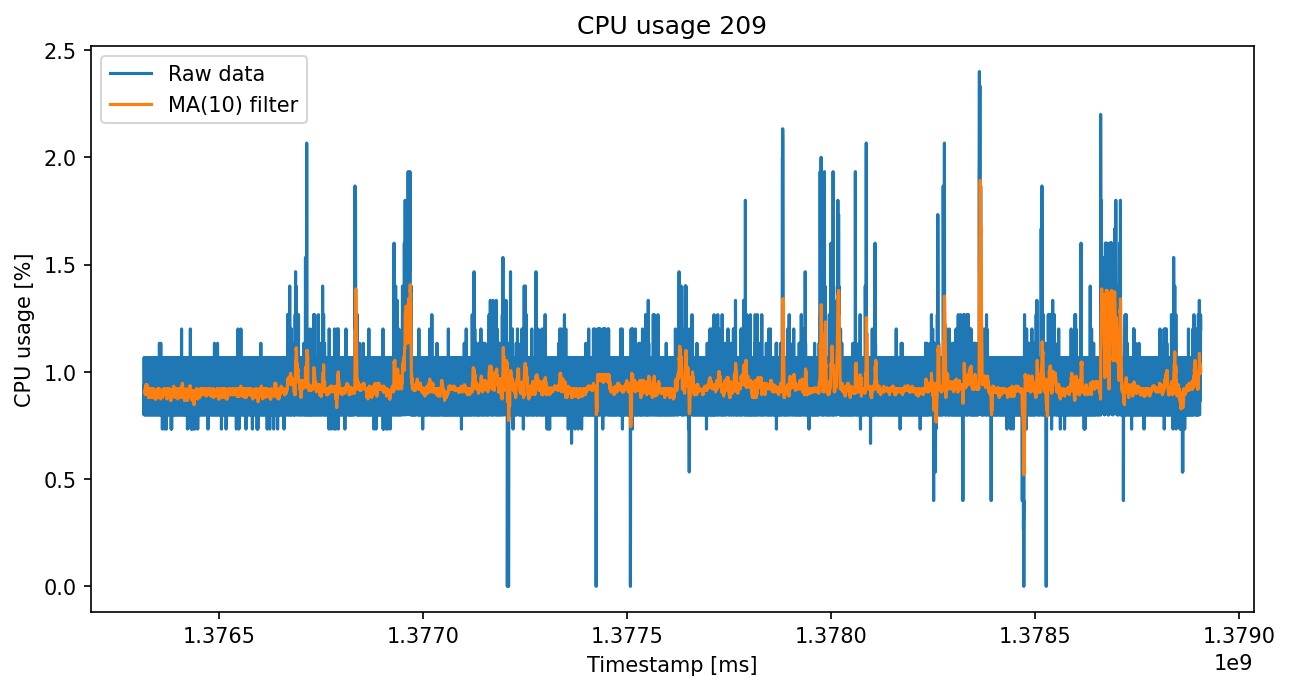 CPU usage 209
2.5
2.0
1.5
1.0
0.5
0.0
CPU usage [%]
Raw data
MA(10) filter
1.3765
1.3770
1.3775
1.3780
1.3785
1.3790
1e9
Timestamp [ms]